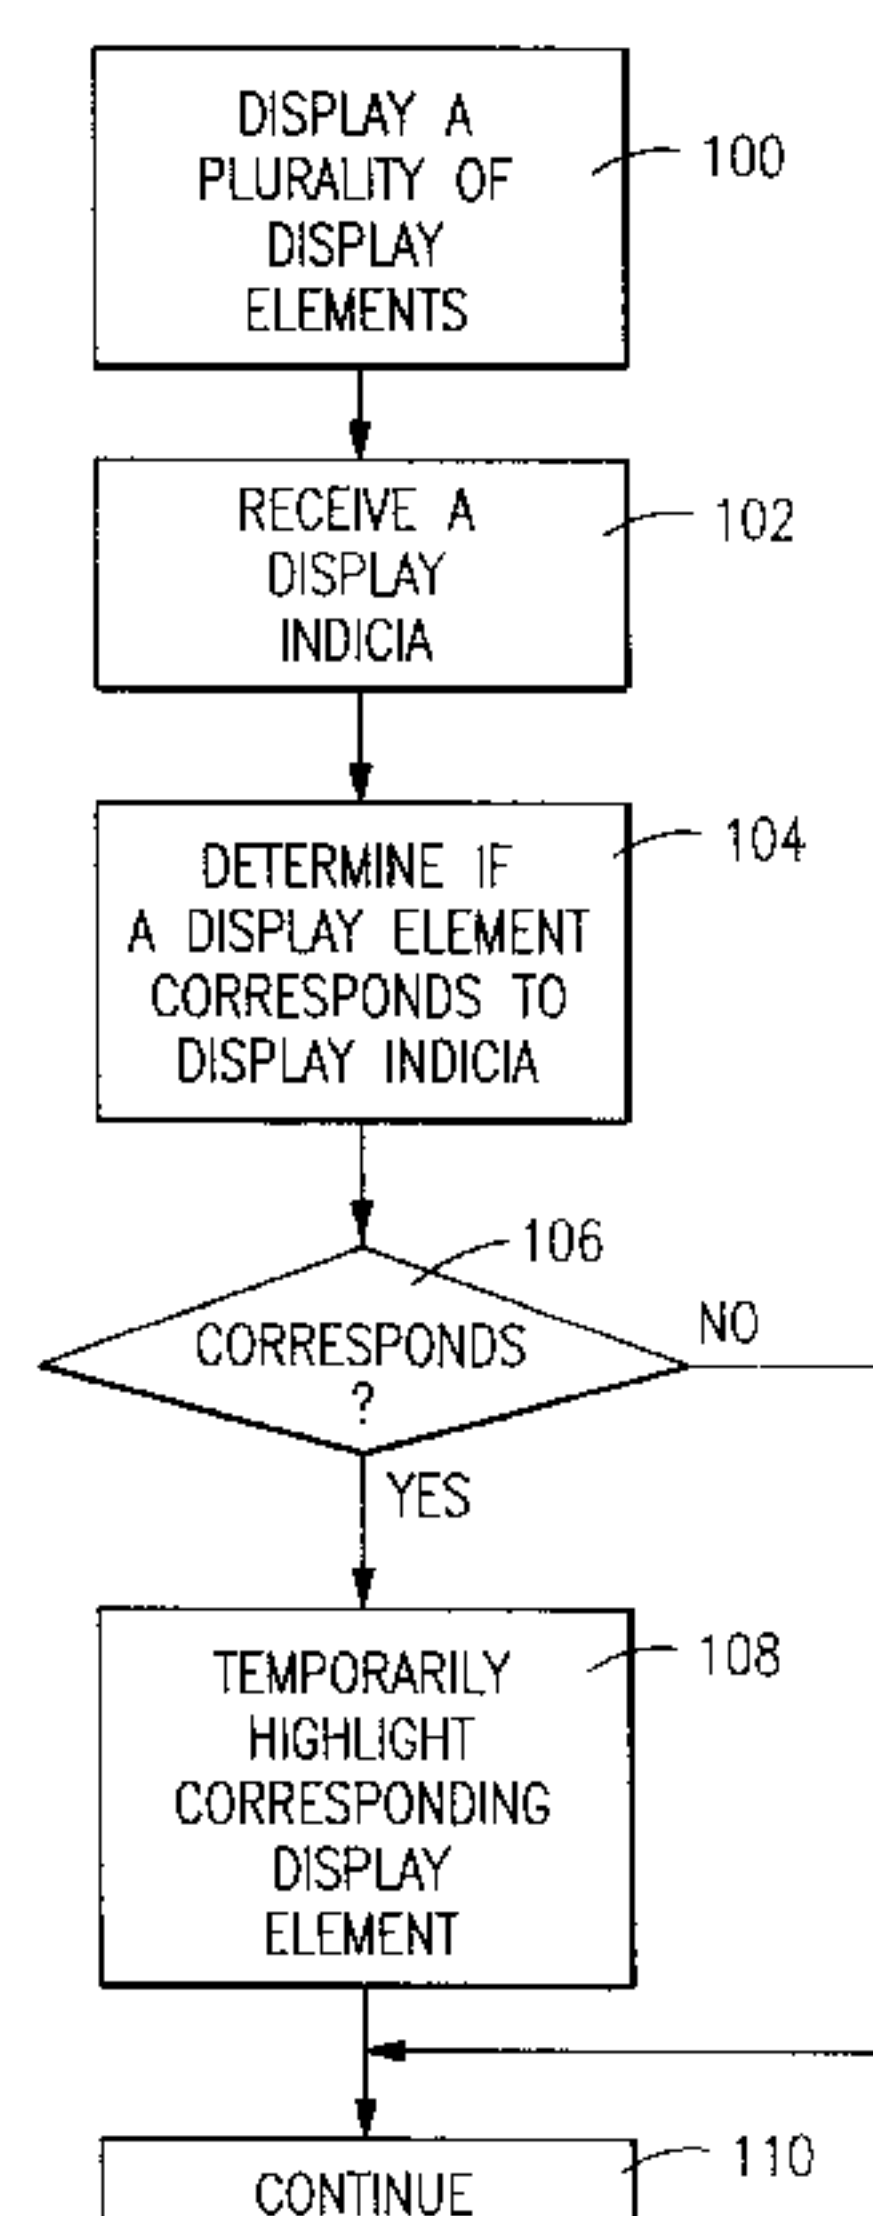 DISPLAY A
PLURALITY OF
DISPLAY
ELEMENTS
100
RECEIVE A
DISPLAY
INDICIA
102
DETERMINE IF
A DISPLAY ELEMENT
CORRESPONDS TO
DISPLAY INDICIA
104
106
CORRESPONDS
?
NO
YES
TEMPORARILY
HIGHLIGHT
CORRESPONDING
DISPLAY
ELEMENT
108
CONTINUE
110